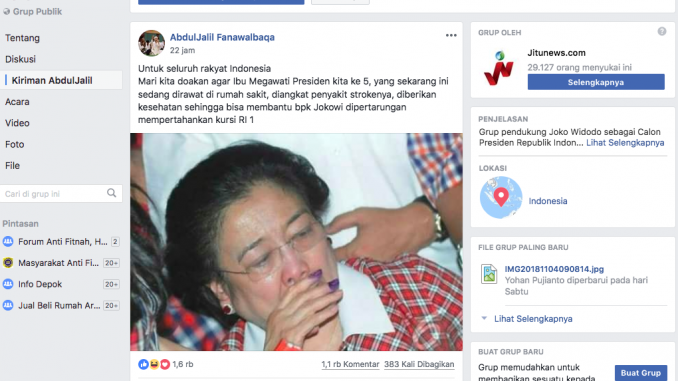 Grup Publik
Tentang
Diskusi
Kiriman AbdulJalil
Acara
Video
Foto
File
Cari di grup ini
Pintasan
Forum Anti Fitnah, H... 2
Masyarakat Anti Fi... 20+
Info Depok 20+
Jual Beli Rumah Ar... 20+
AbdulJalil Fanawalbaqa
22 jam
Untuk seluruh rakyat Indonesia
Mari kita doakan agar Ibu Megawati Presiden kita ke 5, yang sekarang ini
sedang dirawat di rumah sakit, diangkat penyakit strokenya, diberikan
kesehatan sehingga bisa membantu bpk Jokowi dipertarungan
mempertahankan kursi RI 1
1,6 rb
1,1 rb Komentar 383 Kali Dibagikan
GRUP OLEH
Jitunews.com
29.127 orang menyukai ini
Selengkapnya
PENJELASAN
Grup pendukung Joko Widodo sebagai Calon
Presiden Republik Indon... Lihat Selengkapnya
LOKASI
Indonesia
FILE GRUP PALING BARU
IMG20181104090814.jpg
Yohan Pujianto diperbarui pada hari
Sabtu
Lihat Selengkapnya
BUAT GRUP BARU
Grup memudahkan untuk
membagikan sesuatu kepada
Buat Grup